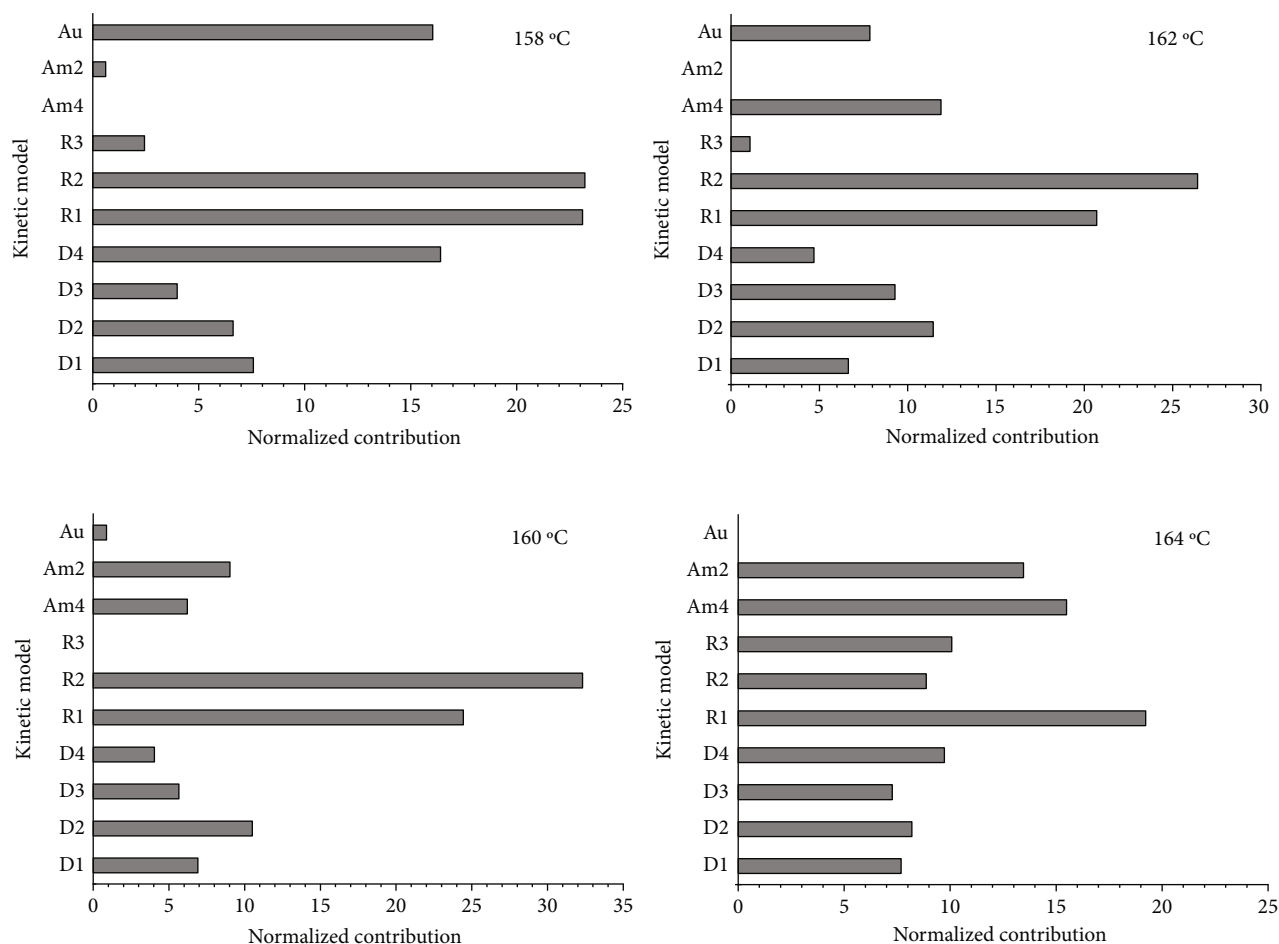 158 ºC
Au
Am2
Am4
R3
R2
R1
D4
D3
D2
D1
Kinetic model
0 5 10 15 20 25
Normalized contribution
162 ºC
Au
Am2
Am4
R3
R2
R1
D4
D3
D2
D1
Kinetic model
0 5 10 15 20 25 30
Normalized contribution
160 ºC
Au
Am2
Am4
R3
R2
R1
D4
D3
D2
D1
Kinetic model
0 5 10 15 20 25 30 35
Normalized contribution
164 ºC
Au
Am2
Am4
R3
R2
R1
D4
D3
D2
D1
Kinetic model
0 5 10 15 20 25
Normalized contribution